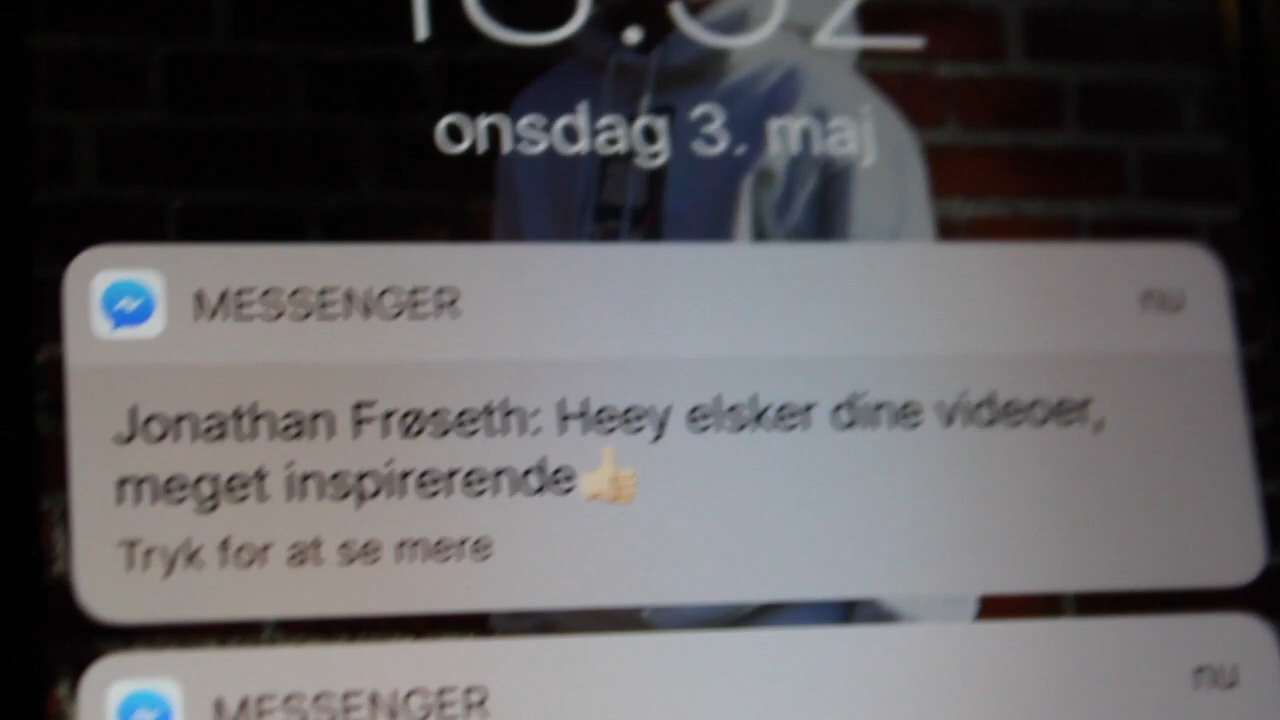 onsdag 3. maj
MESSENGER nu
Jonathan Frøseth: Heey elsker dine videoer,
meget inspirerende👍🏼
Tryk for at se mere
MESSENGER nu